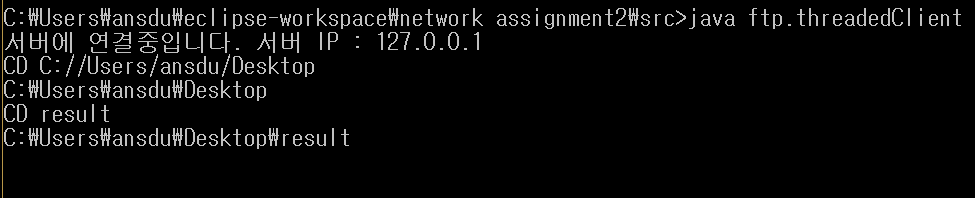 C:₩Users₩ansdu₩eclipse-workspace₩network assignment2₩src>java ftp.threadedClient
서버에 연결중입니다. 서버 IP : 127.0.0.1
CD C://Users/ansdu/Desktop
C:₩Users₩ansdu₩Desktop
CD result
C:₩Users₩ansdu₩Desktop₩result